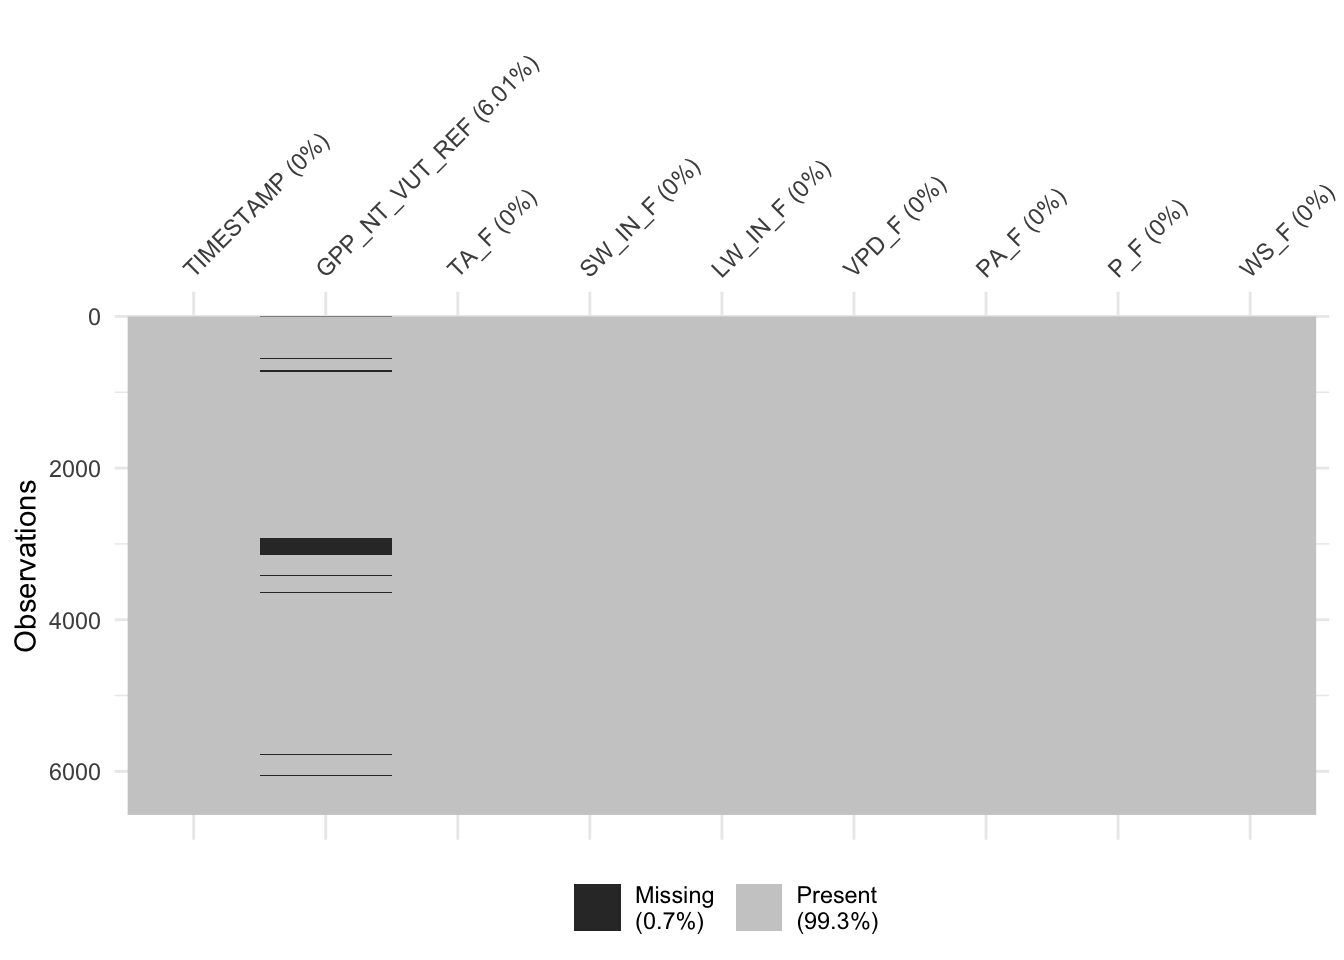 TIMESTAMP (0%)
GPP_NT_VUT_REF (6.01%)
TA_F (0%)
SW_IN_F (0%)
LW_IN_F (0%)
VPD_F (0%)
PA_F (0%)
P_F (0%)
WS_F (0%)
0
2000
4000
6000
Observations
Missing
(0.7%)
Present
(99.3%)